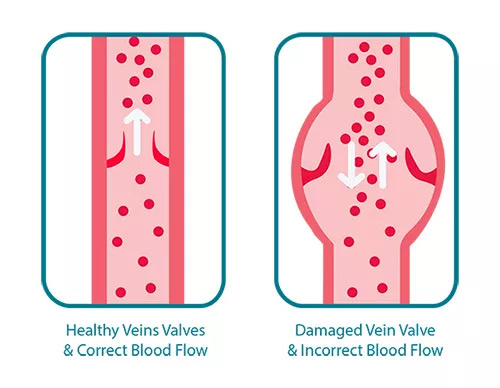 Healthy Veins Valves
& Correct Blood Flow
Damaged Vein Valve
& Incorrect Blood Flow